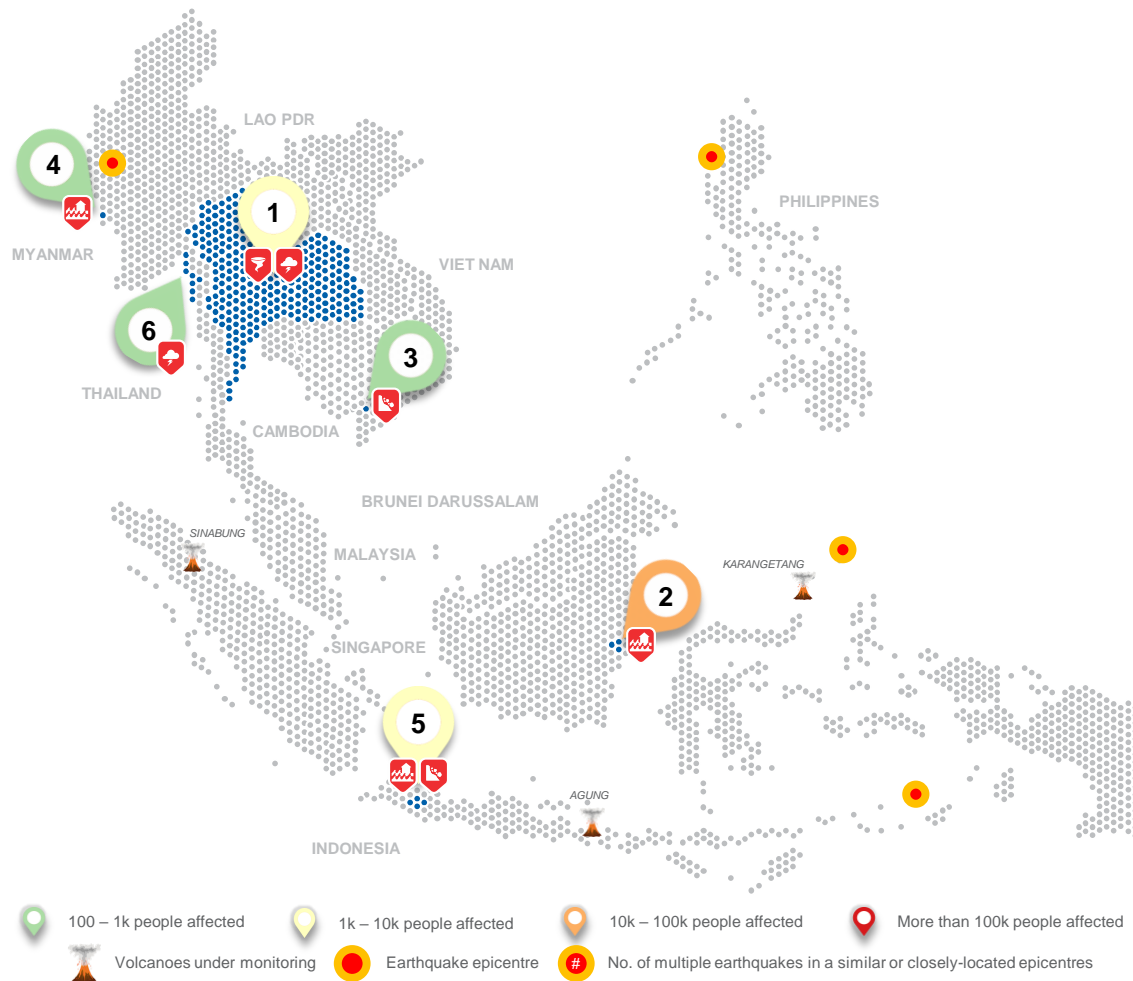 LAO PDR
4
PHILIPPINES
1
MYANMAR
VIET NAM
6
3
THAILAND
CAMBODIA
BRUNEI DARUSSALAM
SINABUNG
MALAYSIA
KARANGETANG
2
SINGAPORE
5
AGUNG
INDONESIA
100 – 1k people affected
1k – 10k people affected
10k – 100k people affected
More than 100k people affected
Volcanoes under monitoring
Earthquake epicentre
#
No. of multiple earthquakes in a similar or closely-located epicentres